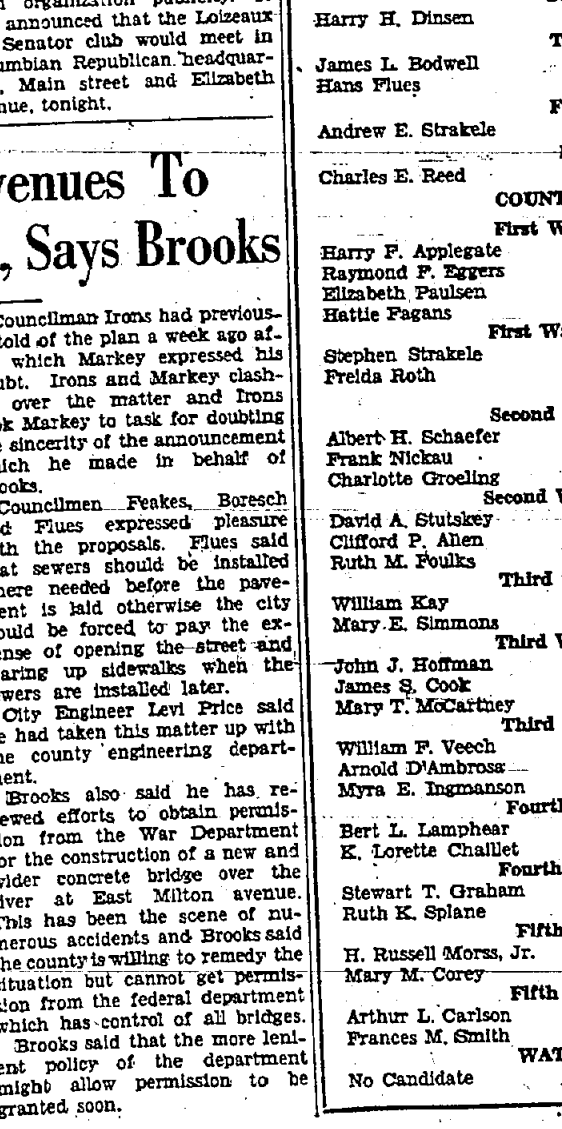 organization publicity.
announced that the Loizeaux
Senator club would meet in
umbian Republican headquar-
Main street and Elizabeth
nue, tonight.
venues To
, Says Brooks
Councilman Irons had previous-
told of the plan a week ago af-
which Markey expressed his
ubt. Irons and Markey clash-
over the matter and Irons
ok Markey to task for doubting
e sincerity of the announcement
ich he made in behalf of
ooks.
Councilmen Feakes, Boresch
d Flues expressed pleasure
th the proposals. Flues said
at sewers should be installed
here needed before the pave-
ent is laid otherwise the city
ould be forced to pay the ex-
ense of opening the street and
aring up sidewalks when the
wers are installed later.
City Engineer Levi Price said
e had taken this matter up with
he county engineering depart-
ent.
Brooks also said he has re-
ewed efforts to obtain permis-
ion from the War Department
or the construction of a new and
wider concrete bridge over the
iver at East Milton avenue.
This has been the scene of nu-
merous accidents and Brooks said
he county is willing to remedy the
ituation but cannot get permis-
sion from the federal department
which has control of all bridges.
Brooks said that the more leni-
ent policy of the department
might allow permission to be
granted soon.
Harry H. Dinsen
T
James L. Bodwell
Hans Flues
F
Andrew E. Strakele
Charles E. Reed
COUNT
First W
Harry F. Applegate
Raymond F. Eggers
Elizabeth Paulsen
Hattie Fagans
First Wa
Stephen Strakele
Freida Roth
Second
Albert H. Schaefer
Frank Nickau
Charlotte Groeling
Second W
David A. Stutskey
Clifford P. Allen
Ruth M. Foulks
Third
William Kay
Mary E. Simmons
Third W
John J. Hoffman
James S. Cook
Mary T. McCartney
Third
William F. Veech
Arnold D'Ambrosa
Myra E. Ingmanson
Fourth
Bert L. Lamphear
K. Lorette Chaillet
Fourth
Stewart T. Graham
Ruth K. Splane
Fifth
H. Russell Morss, Jr.
Mary M. Corey
Fifth
Arthur L. Carlson
Frances M. Smith
WAT
No Candidate